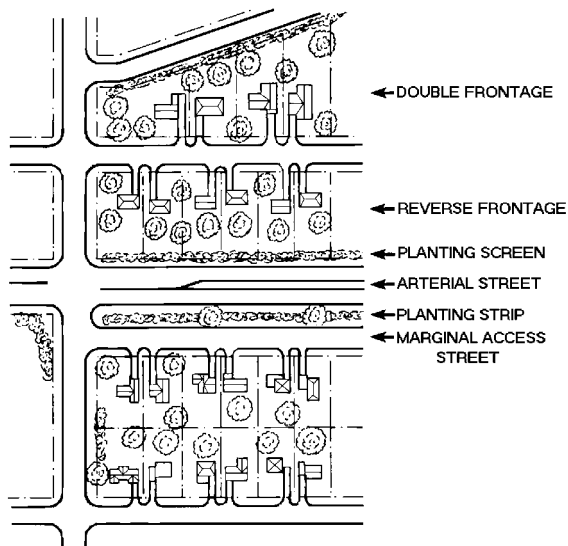 DOUBLE FRONTAGE
REVERSE FRONTAGE
PLANTING SCREEN
ARTERIAL STREET
PLANTING STRIP
MARGINAL ACCESS
STREET